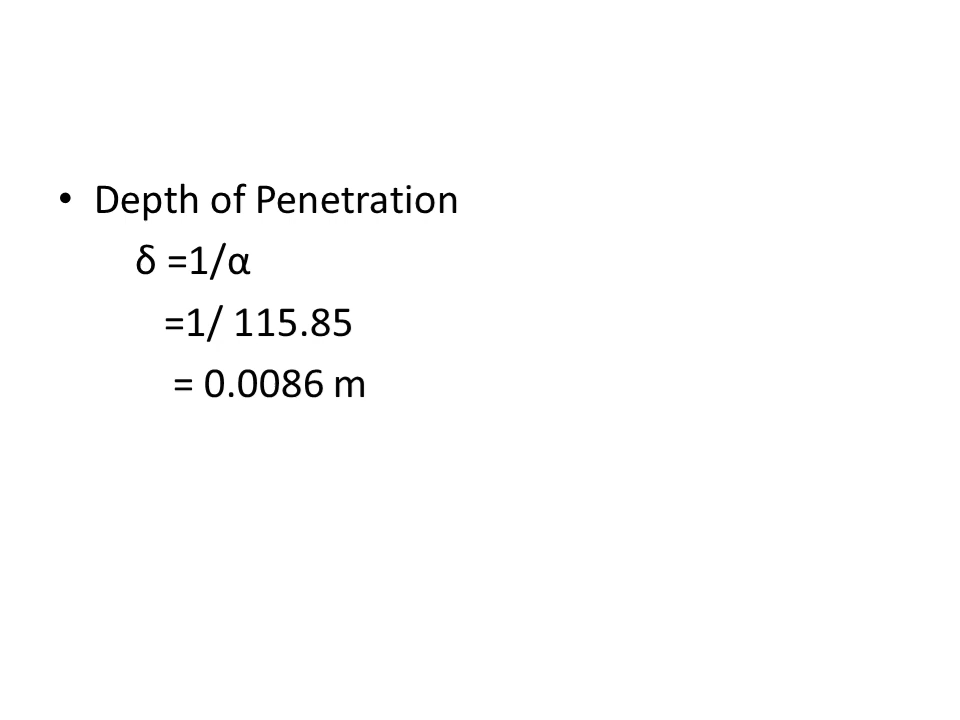 • Depth of Penetration
δ =1/α
=1/ 115.85
= 0.0086 m